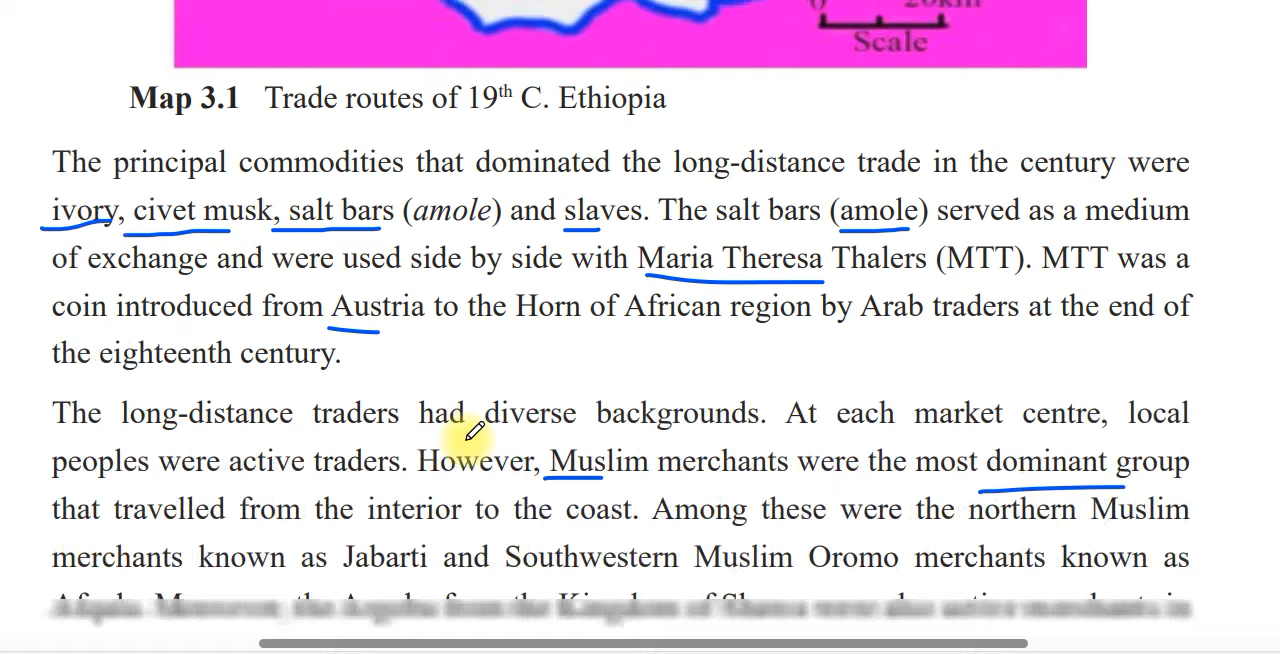 0 20km
Scale
Map 3.1 Trade routes of 19th C. Ethiopia
The principal commodities that dominated the long-distance trade in the century were
ivory, civet musk, salt bars (amole) and slaves. The salt bars (amole) served as a medium
of exchange and were used side by side with Maria Theresa Thalers (MTT). MTT was a
coin introduced from Austria to the Horn of African region by Arab traders at the end of
the eighteenth century.
The long-distance traders had diverse backgrounds. At each market centre, local
peoples were active traders. However, Muslim merchants were the most dominant group
that travelled from the interior to the coast. Among these were the northern Muslim
merchants known as Jabarti and Southwestern Muslim Oromo merchants known as